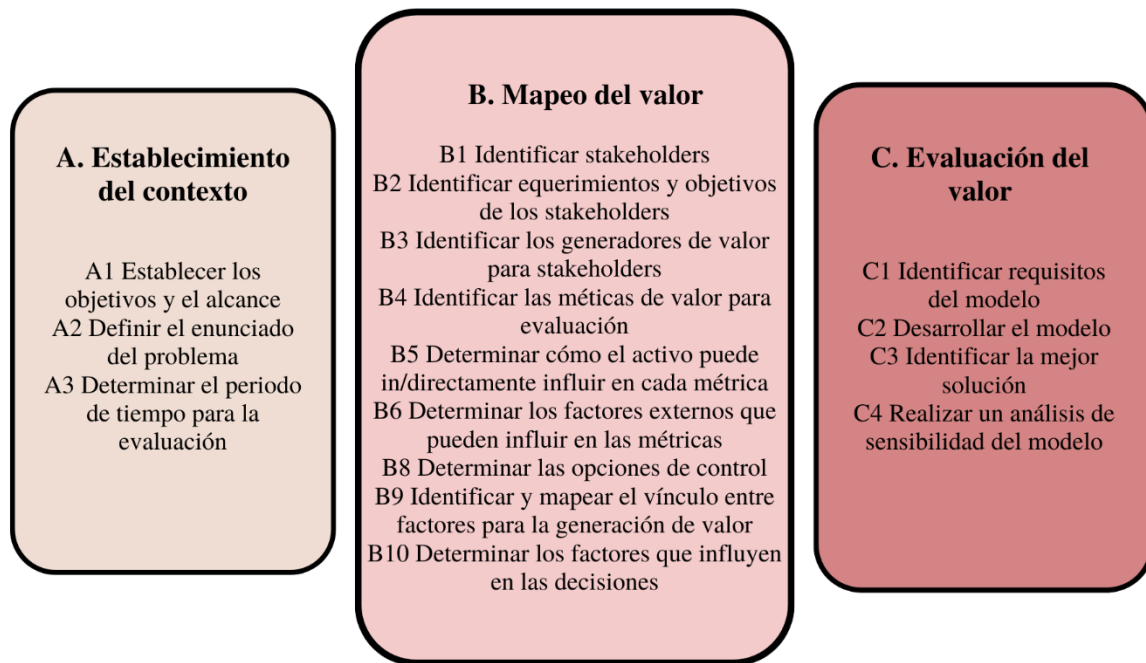 A. Establecimiento
del contexto
A1 Establecer los
objetivos y el alcance
A2 Definir el enunciado
del problema
A3 Determinar el periodo
de tiempo para la
evaluación
B. Mapeo del valor
B1 Identificar stakeholders
B2 Identificar equerimientos y objetivos
de los stakeholders
B3 Identificar los generadores de valor
para stakeholders
B4 Identificar las méticas de valor para
evaluación
B5 Determinar cómo el activo puede
in/directamente influir en cada métrica
B6 Determinar los factores externos que
pueden influir en las métricas
B8 Determinar las opciones de control
B9 Identificar y mapear el vínculo entre
factores para la generación de valor
B10 Determinar los factores que influyen
en las decisiones
C. Evaluación del
valor
C1 Identificar requisitos
del modelo
C2 Desarrollar el modelo
C3 Identificar la mejor
solución
C4 Realizar un análisis de
sensibilidad del modelo